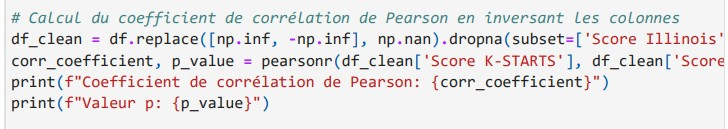 # Calcul du coefficient de corrélation de Pearson en inversant les colonnes
df_clean = df.replace([np.inf, -np.inf], np.nan).dropna(subset=['Score Illinois'
corr_coefficient, p_value = pearsonr(df_clean['Score K-STARTS'], df_clean['Score
print(f"Coefficient de corrélation de Pearson: {corr_coefficient}")
print(f"Valeur p: {p_value}")